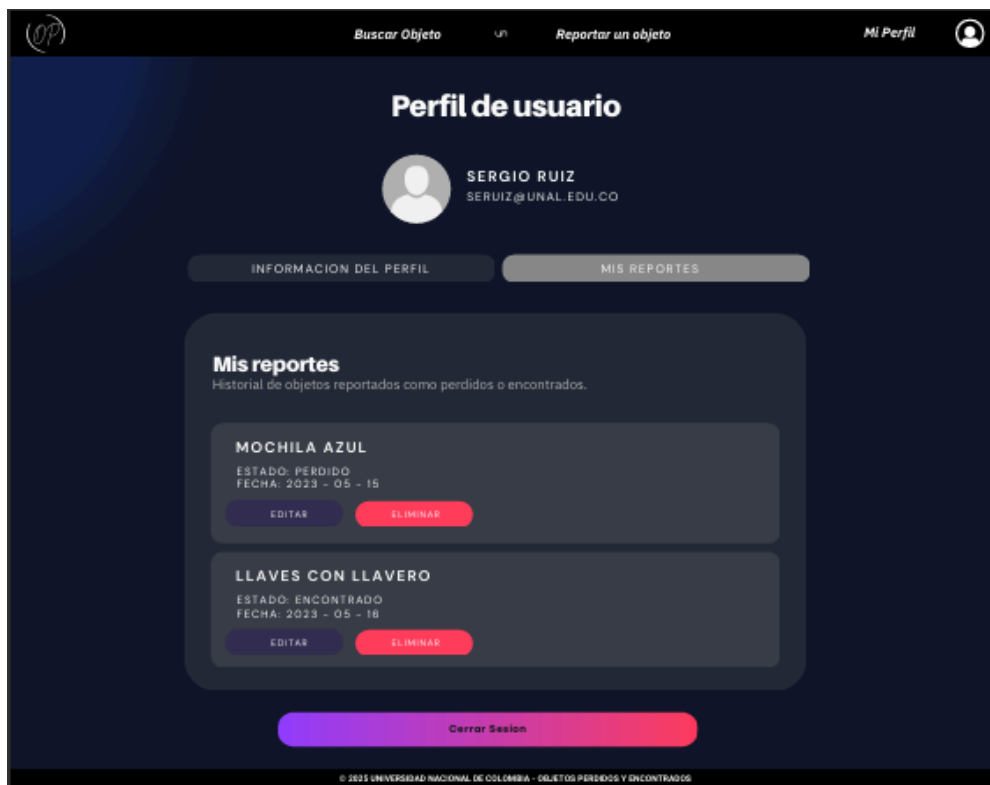 OP
Buscar Objeto
un
Reportar un objeto
Mi Perfil
Perfil de usuario
SERGIO RUIZ
SERUIZ@UNAL.EDU.CO
INFORMACION DEL PERFIL
MIS REPORTES
Mis reportes
Historial de objetos reportados como perdidos o encontrados.
MOCHILA AZUL
ESTADO: PERDIDO
FECHA: 2023 - 05 - 15
EDITAR
ELIMINAR
LLAVES CON LLAVERO
ESTADO: ENCONTRADO
FECHA: 2023 - 05 - 16
EDITAR
ELIMINAR
Cerrar Sesion
© 2025 UNIVERSIDAD NACIONAL DE COLOMBIA - OBJETOS PERDIDOS Y ENCONTRADOS